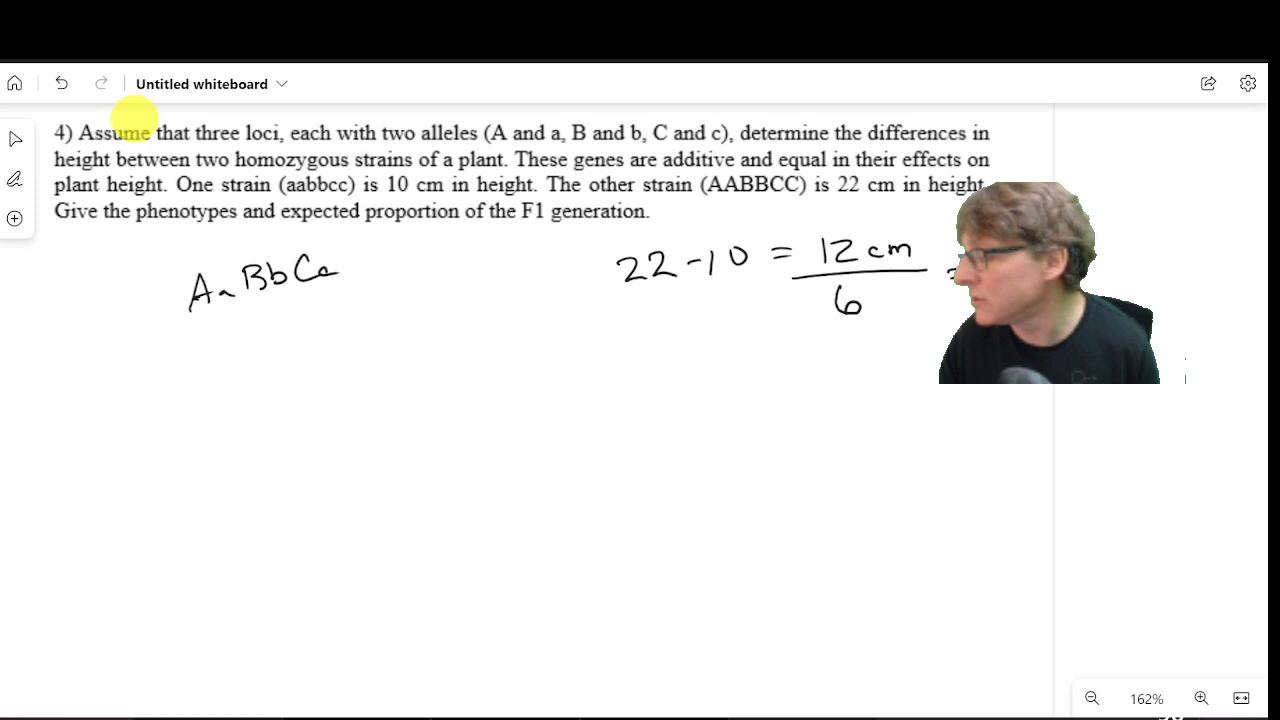 Untitled whiteboard
4) Assume that three loci, each with two alleles (A and a, B and b, C and c), determine the differences in
height between two homozygous strains of a plant. These genes are additive and equal in their effects on
plant height. One strain (aabbcc) is 10 cm in height. The other strain (AABBCC) is 22 cm in height.
Give the phenotypes and expected proportion of the F1 generation.
AaBbCc
22-10 = 12 cm
6
162%